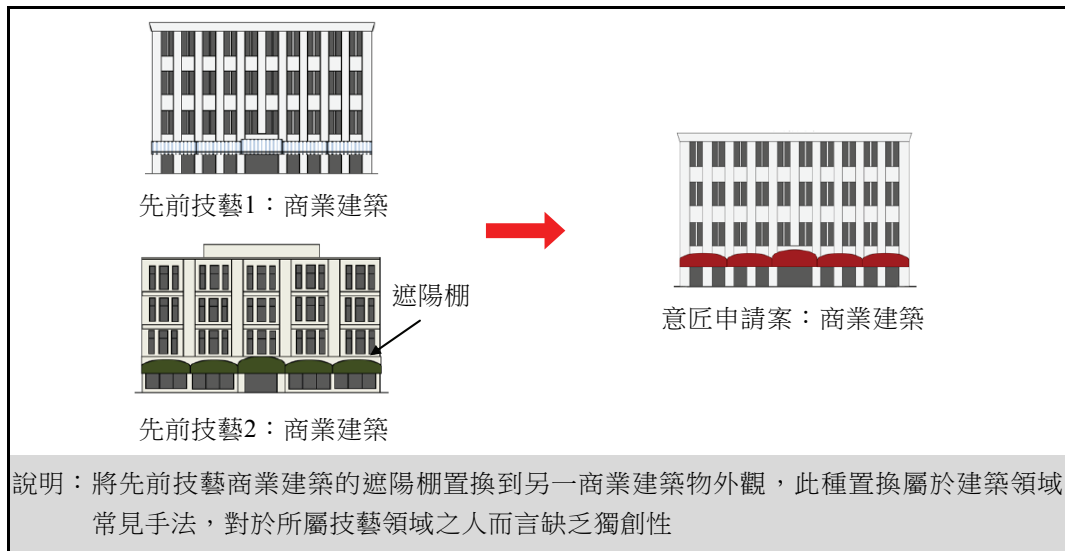 先前技藝1：商業建築
遮陽棚
先前技藝2：商業建築
意匠申請案：商業建築
說明：將先前技藝商業建築的遮陽棚置換到另一商業建築物外觀，此種置換屬於建築領域
常見手法，對於所屬技藝領域之人而言缺乏獨創性